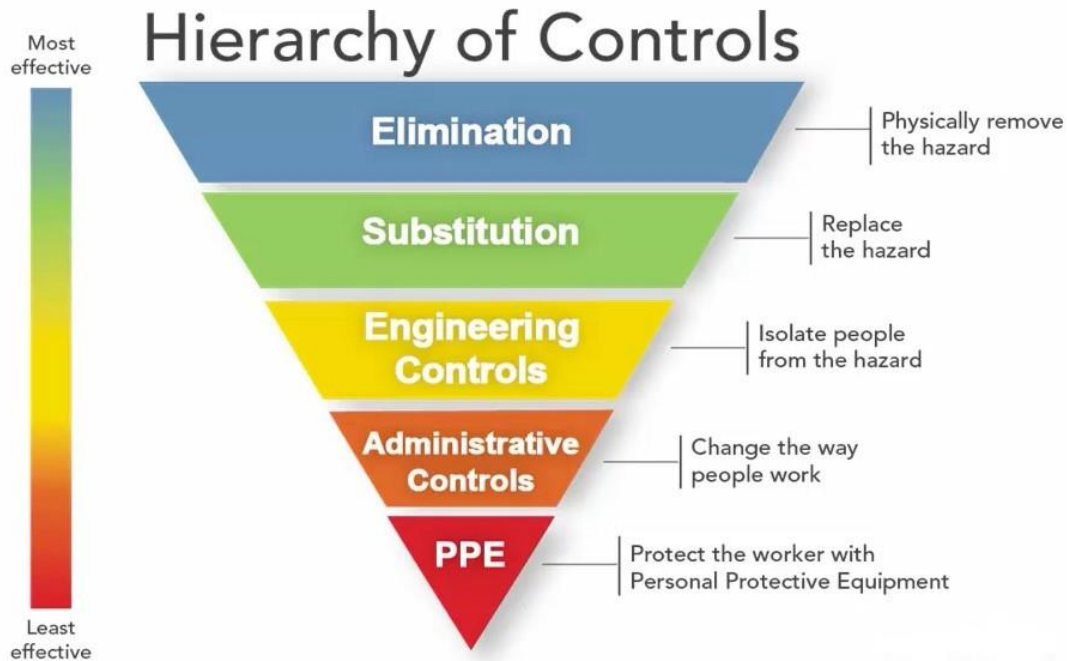 Hierarchy of Controls
Most
effective
Elimination
Physically remove
the hazard
Substitution
Replace
the hazard
Engineering
Controls
Isolate people
from the hazard
Administrative
Controls
Change the way
people work
PPE
Protect the worker with
Personal Protective Equipment
Least
effective